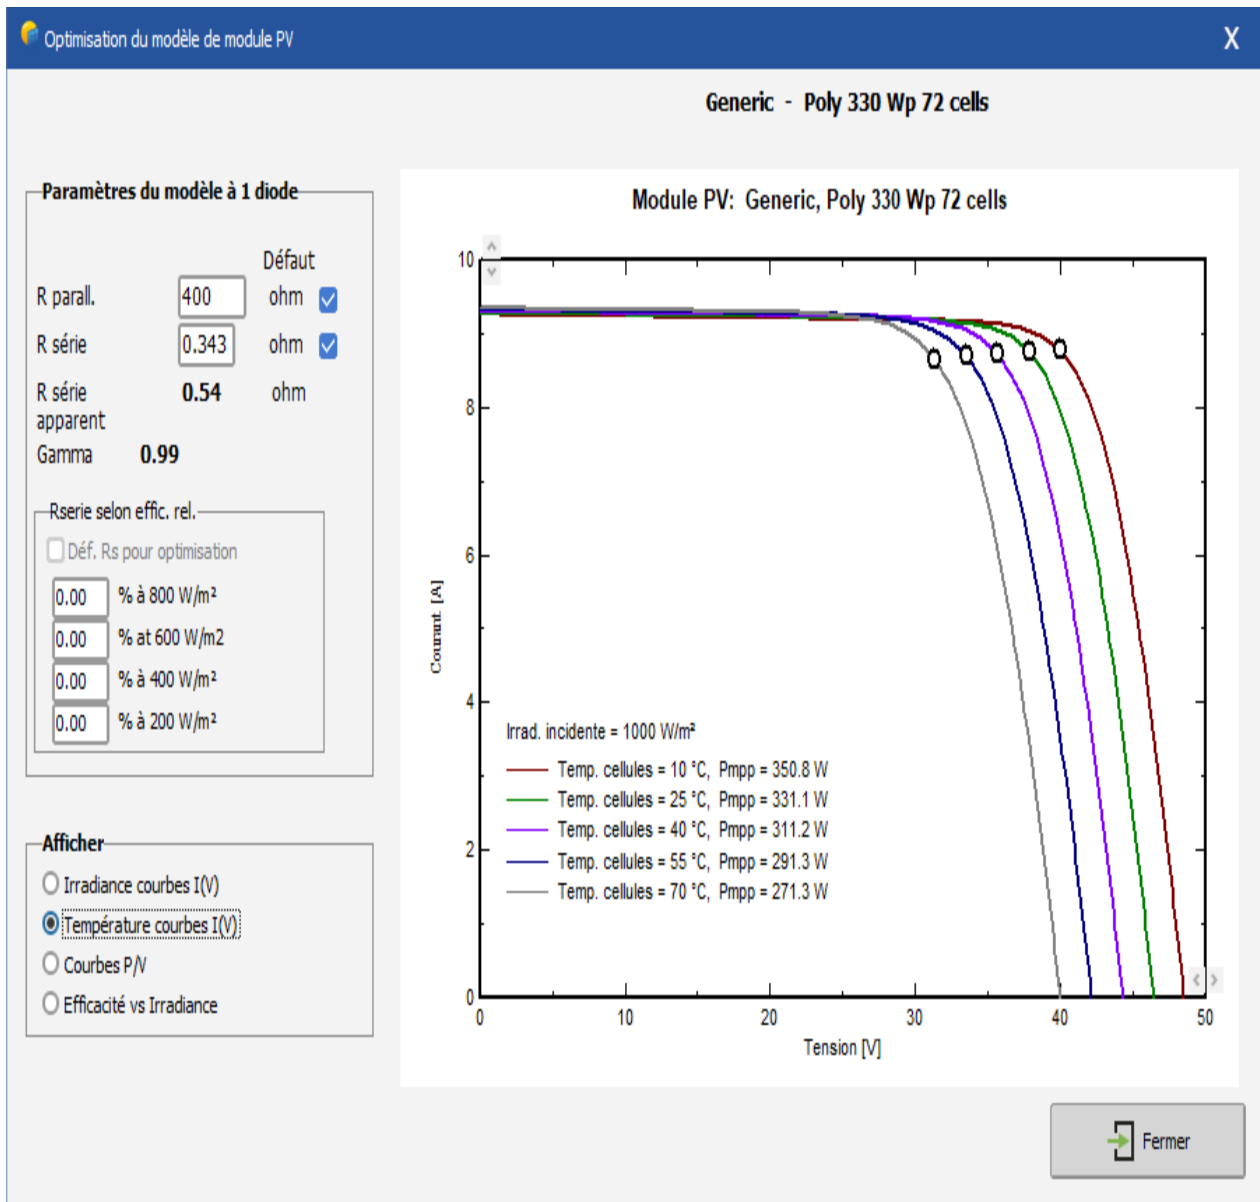 Optimisation du modèle de module PV
X
Generic - Poly 330 Wp 72 cells
Paramètres du modèle à 1 diode
Défaut
R parall. 400 ohm
R série 0.343 ohm
R série apparent 0.54 ohm
Gamma 0.99
Rserie selon effic. rel.
Déf. Rs pour optimisation
0.00 % à 800 W/m²
0.00 % at 600 W/m2
0.00 % à 400 W/m²
0.00 % à 200 W/m²
Afficher
Irradiance courbes I(V)
Température courbes I(V)
Courbes P/V
Efficacité vs Irradiance
Module PV: Generic, Poly 330 Wp 72 cells
10
8
6
4
2
0
Courant [A]
Irrad. incidente = 1000 W/m²
Temp. cellules = 10 °C, Pmpp = 350.8 W
Temp. cellules = 25 °C, Pmpp = 331.1 W
Temp. cellules = 40 °C, Pmpp = 311.2 W
Temp. cellules = 55 °C, Pmpp = 291.3 W
Temp. cellules = 70 °C, Pmpp = 271.3 W
0 10 20 30 40 50
Tension [V]
Fermer